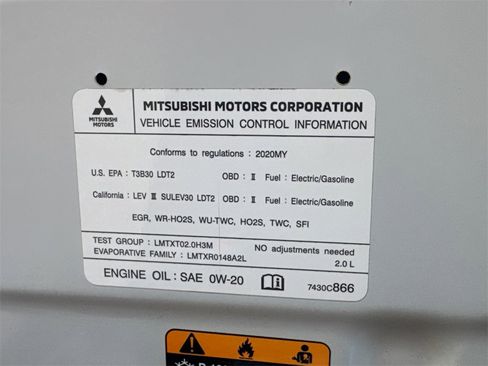 MITSUBISHI MOTORS CORPORATION
MITSUBISHI
MOTORS
VEHICLE EMISSION CONTROL INFORMATION
Conforms to regulations : 2020MY
U.S. EPA : T3B30 LDT2 OBD : Ⅱ Fuel : Electric/Gasoline
California : LEV Ⅲ SULEV30 LDT2 OBD : Ⅱ Fuel : Electric/Gasoline
EGR, WR-HO2S, WU-TWC, HO2S, TWC, SFI
TEST GROUP : LMTXT02.0H3M NO adjustments needed
EVAPORATIVE FAMILY : LMTXR0148A2L 2.0 L
ENGINE OIL : SAE 0W-20 7430C866